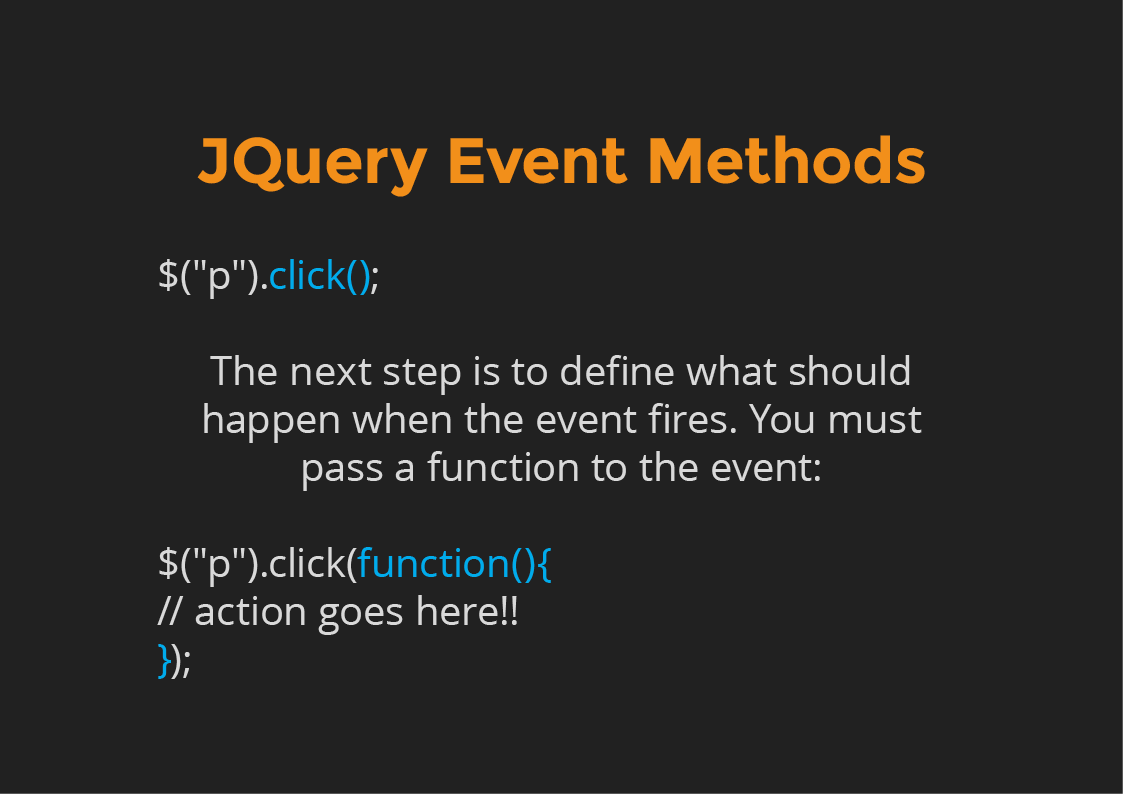 JQuery Event Methods
$("p").click();
The next step is to define what should
happen when the event fires. You must
pass a function to the event:
$("p").click(function(){
// action goes here!!
});